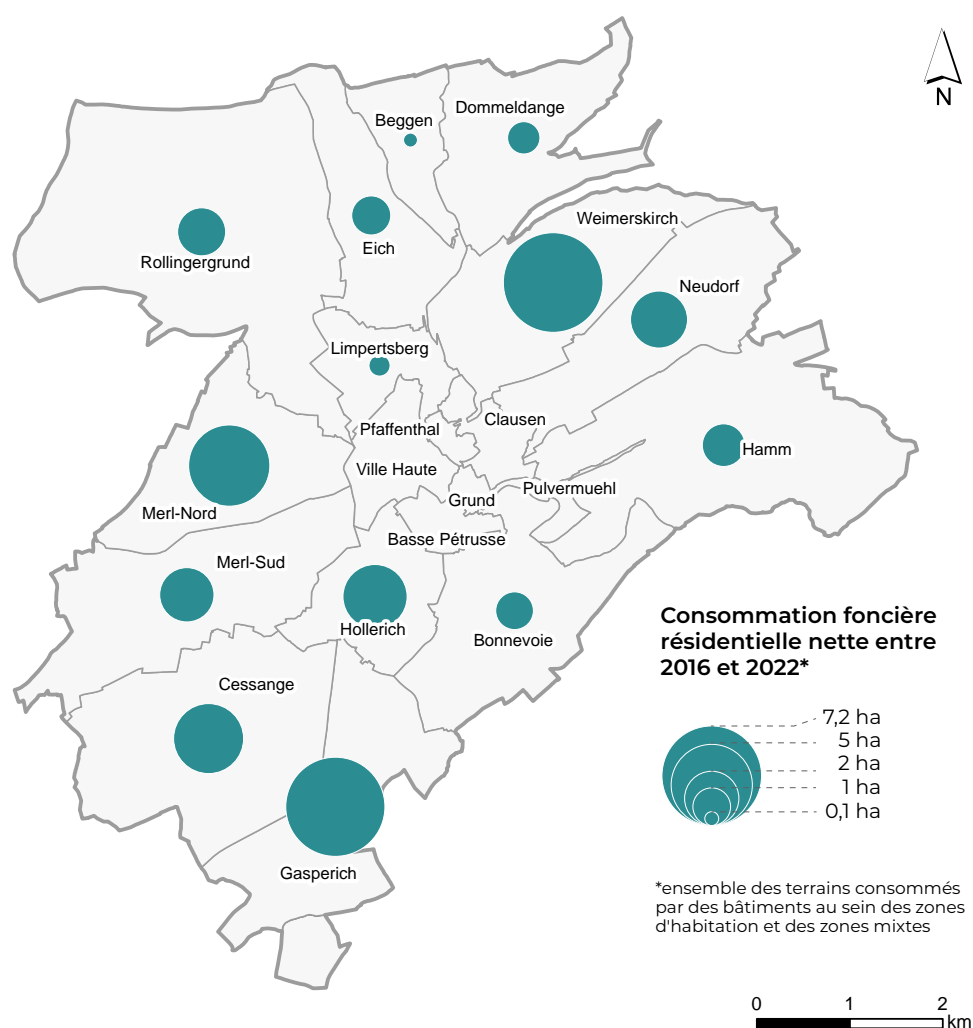 N
Dommeldange
Beggen
Weimerskirch
Eich
Rollingergrund
Neudorf
Limpertsberg
Clausen
Pfaffenthal
Hamm
Ville Haute
Pulvermuehl
Grund
Merl-Nord
Basse Pétrusse
Merl-Sud
Hollerich
Bonnevoie
Cessange
Gasperich
Consommation foncière
résidentielle nette entre
2016 et 2022*
7,2 ha
5 ha
2 ha
1 ha
0,1 ha
*ensemble des terrains consommés
par des bâtiments au sein des zones
d'habitation et des zones mixtes
0 1 2
km